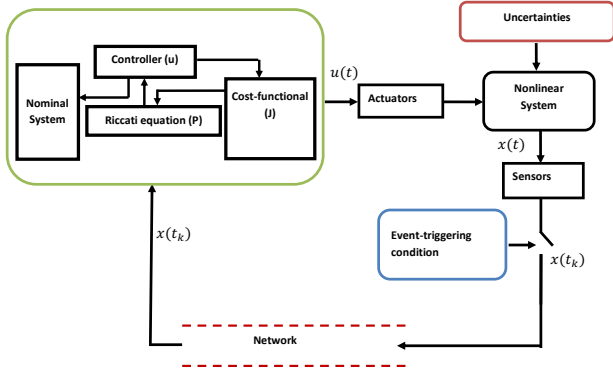 Uncertainties
Controller (u)
Nominal
System
Riccati equation (P)
Cost-functional
(J)
u(t)
Actuators
Nonlinear
System
x(t)
Sensors
Event-triggering
condition
x(t_k)
x(t_k)
Network